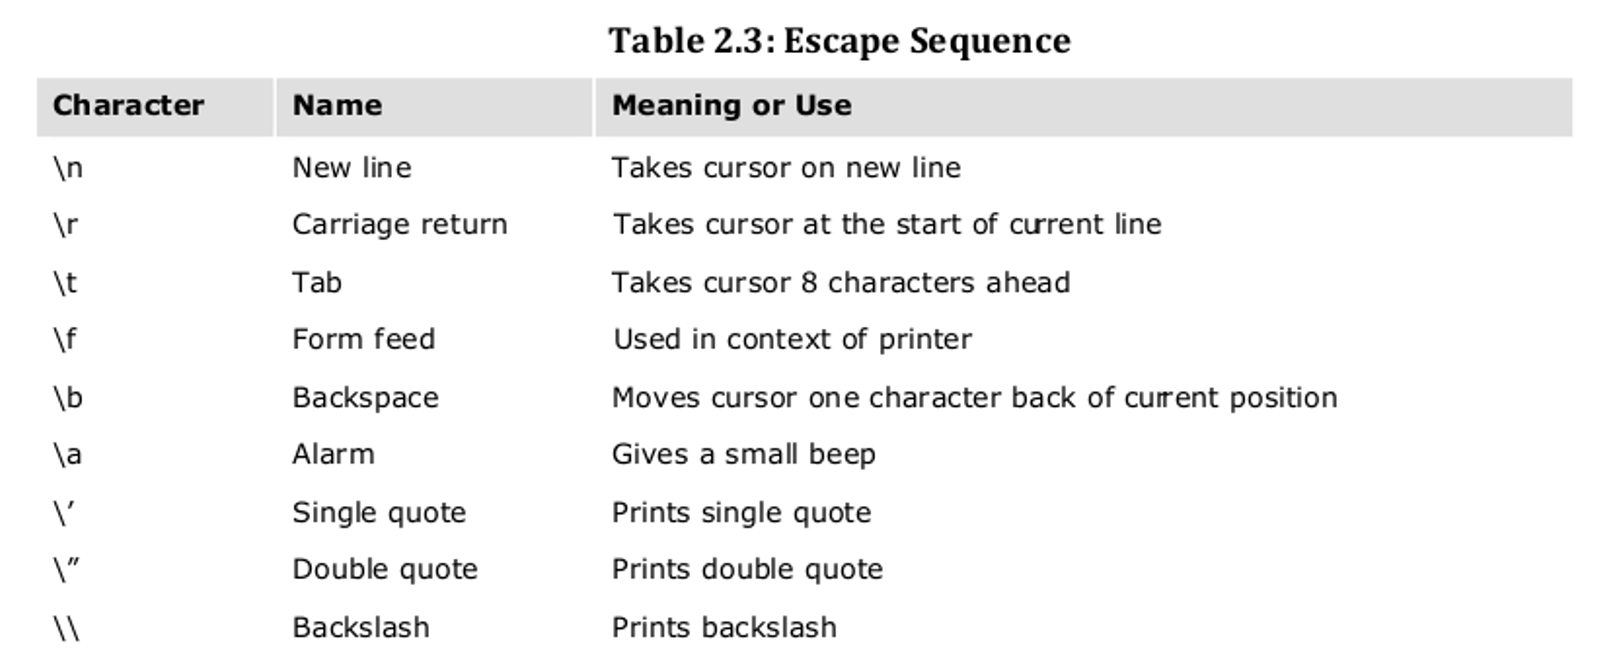 Table 2.3: Escape Sequence
Character Name Meaning or Use
\n New line Takes cursor on new line
\r Carriage return Takes cursor at the start of current line
\t Tab Takes cursor 8 characters ahead
\f Form feed Used in context of printer
\b Backspace Moves cursor one character back of current position
\a Alarm Gives a small beep
\’ Single quote Prints single quote
\” Double quote Prints double quote
\\ Backslash Prints backslash